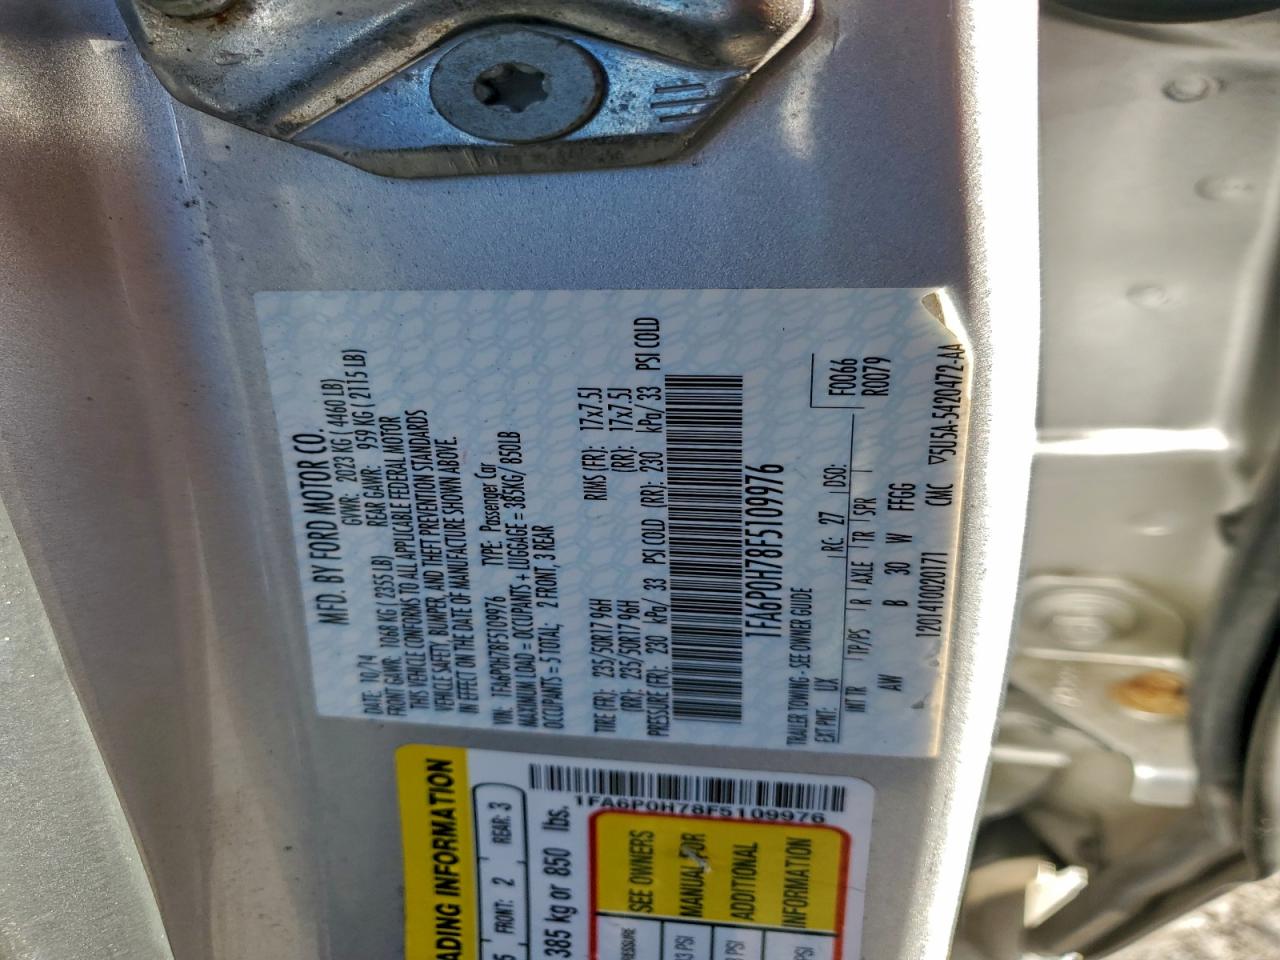 MFD. BY FORD MOTOR CO.
DATE: 10/14 GVWR: 2023 KG ( 4460 LB)
FRONT GAWR: 1068 KG ( 2355 LB) REAR GAWR: 959 KG ( 2115 LB)
THIS VEHICLE CONFORMS TO ALL APPLICABLE FEDERAL MOTOR
VEHICLE SAFETY, BUMPER, AND THEFT PREVENTION STANDARDS
IN EFFECT ON THE DATE OF MANUFACTURE SHOWN ABOVE.
VIN: 1FA6P0H78F5109976 TYPE: Passenger Car
MAXIMUM LOAD = OCCUPANTS + LUGGAGE = 385KG/ 850LB
OCCUPANTS = 5 TOTAL; 2 FRONT, 3 REAR
TIRE (FR): 235/50R17 96H RIMS (FR): 17x7.5J
(RR): 235/50R17 96H (RR): 17x7.5J
PRESSURE (FR): 230 kPa/ 33 PSI COLD (RR): 230 kPa/ 33 PSI COLD
1FA6P0H78F5109976
TRAILER TOWING - SEE OWNER GUIDE
EXT PNT: UX RC: 27 DSO: F0066
INT TR TP/PS R AXLE TR SPR R0079
AW B 30 W FFGG
1201410020171 CMC ▽5U5A-5420472-AA
ADING INFORMATION
5 FRONT: 2 REAR: 3
385 kg or 850 lbs.
1FA6P0H78F5109976
SEE OWNERS
MANUAL FOR
ADDITIONAL
INFORMATION
PSI
PSI
PSI